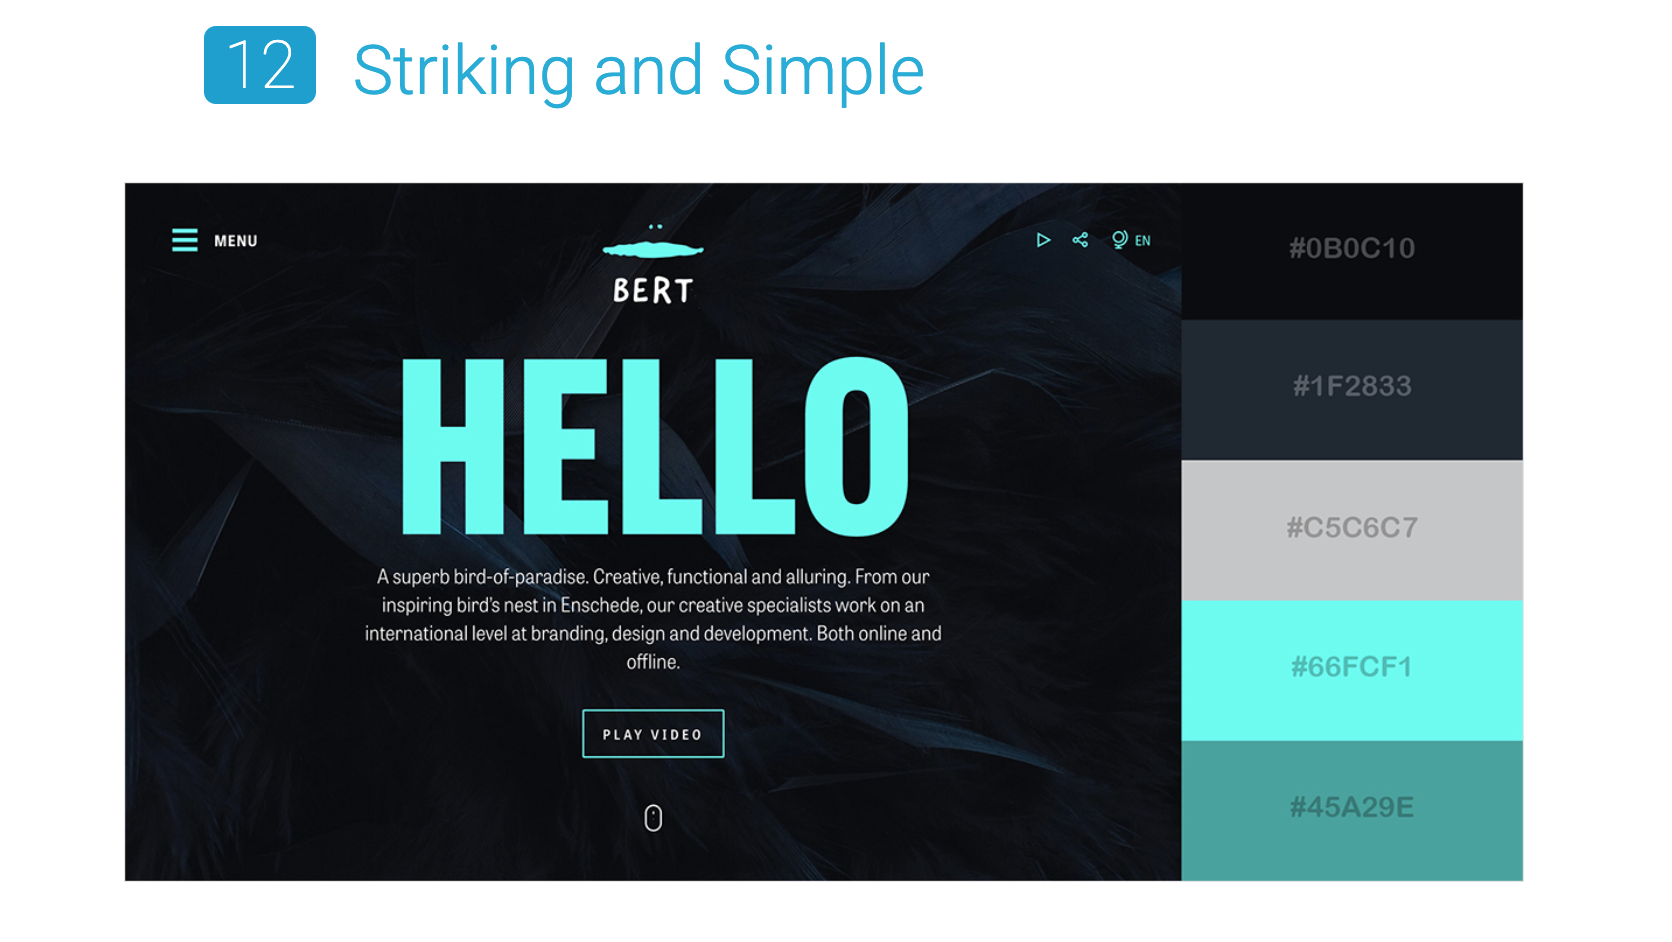 12 Striking and Simple
MENU
BERT
EN
HELLO
A superb bird-of-paradise. Creative, functional and alluring. From our
inspiring bird's nest in Enschede, our creative specialists work on an
international level at branding, design and development. Both online and
offline.
PLAY VIDEO
#0B0C10
#1F2833
#C5C6C7
#66FCF1
#45A29E